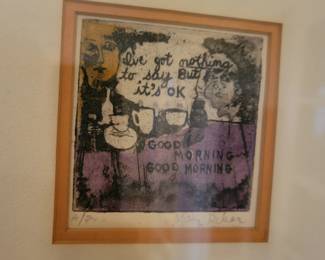 I've got nothing
to say But
it's OK
GOOD
MORNING
GOOD MORNING